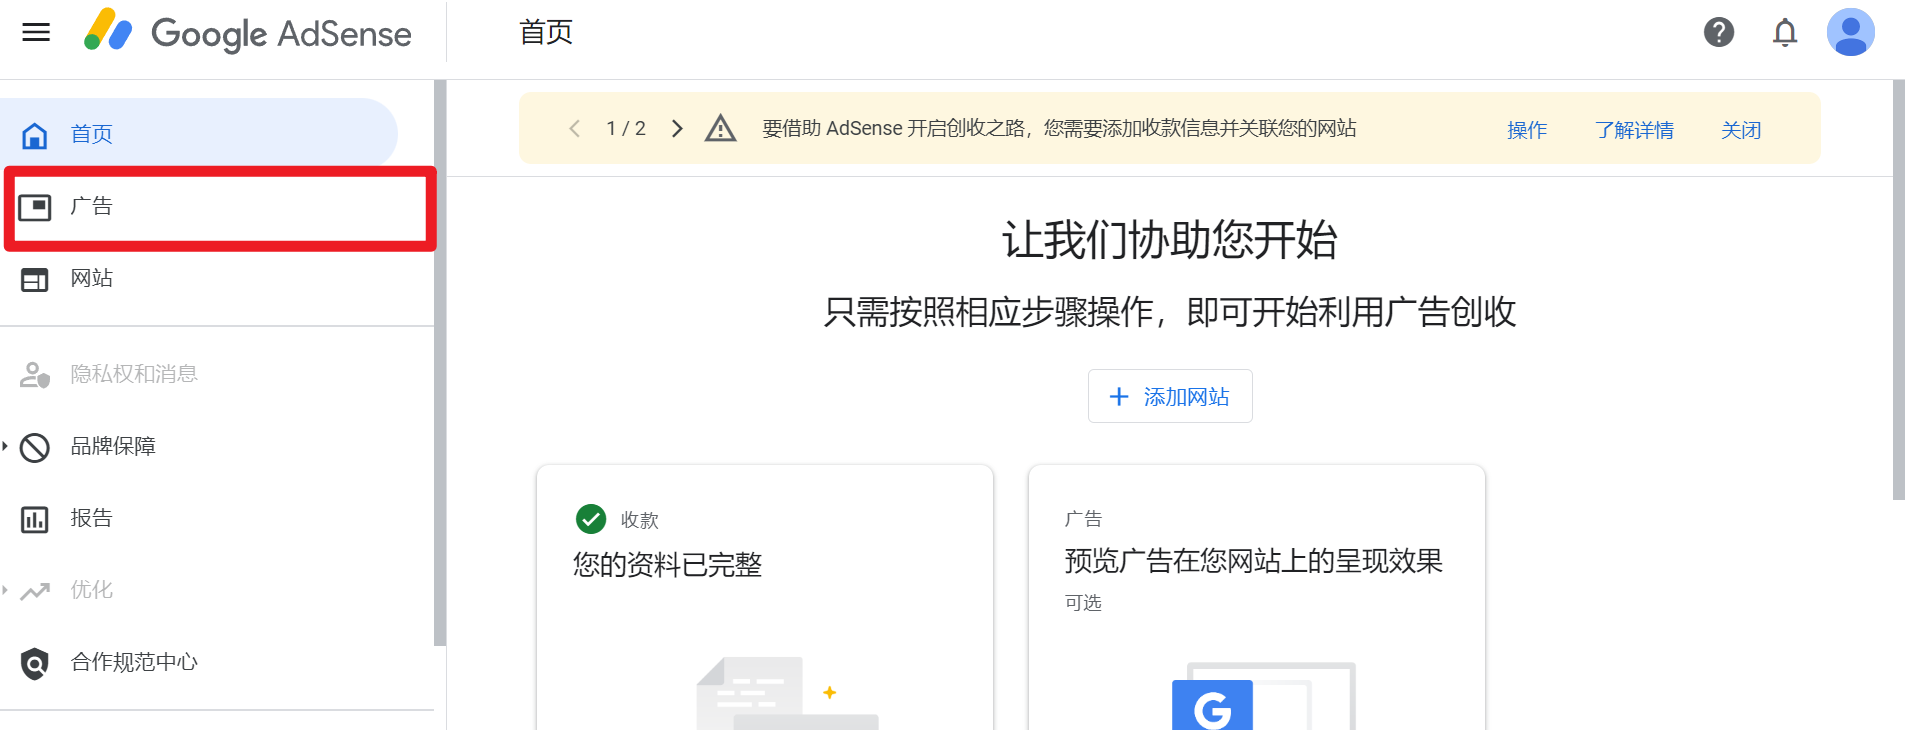 Google AdSense
首页
首页
广告
网站
隐私权和消息
品牌保障
报告
优化
合作规范中心
1 / 2
要借助 AdSense 开启创收之路，您需要添加收款信息并关联您的网站
操作
了解详情
关闭
让我们协助您开始
只需按照相应步骤操作，即可开始利用广告创收
添加网站
收款
您的资料已完整
广告
预览广告在您网站上的呈现效果
可选